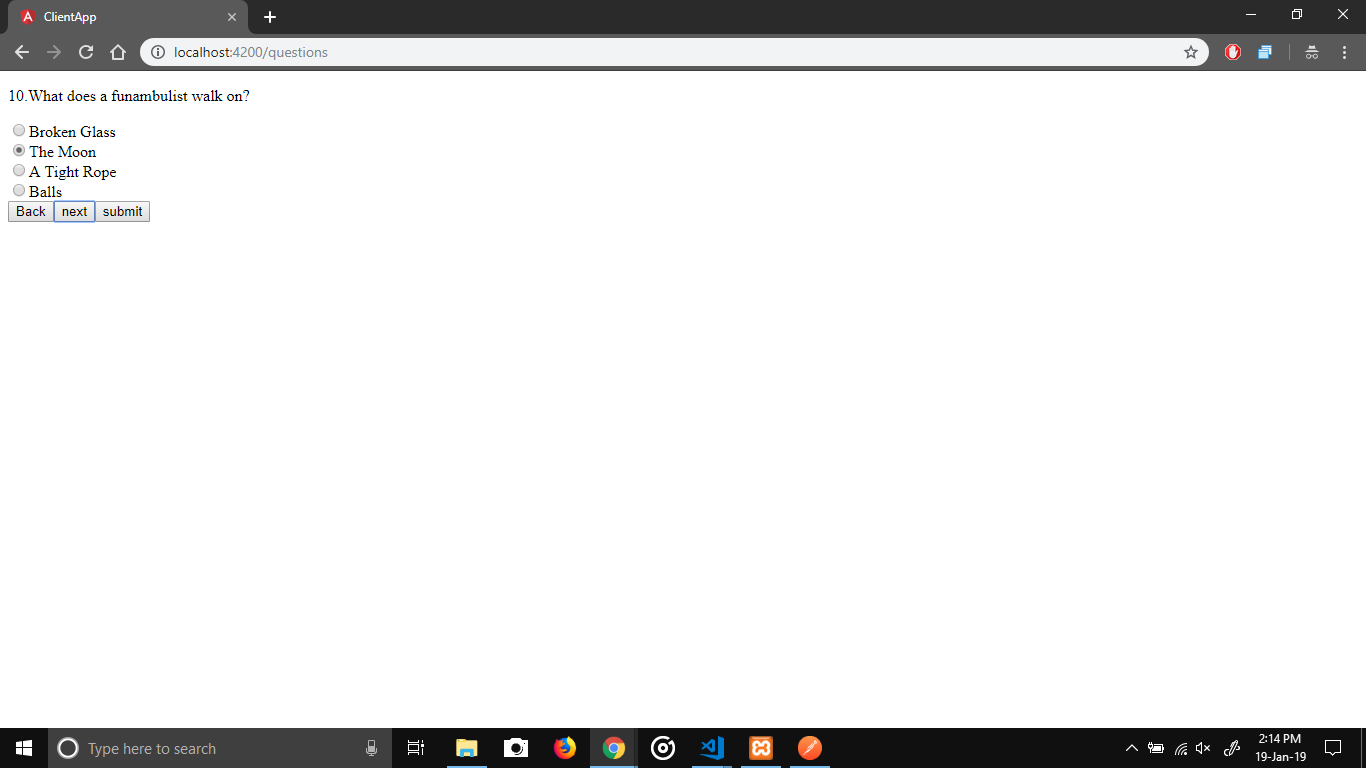 ClientApp
localhost:4200/questions
10.What does a funambulist walk on?
Broken Glass
The Moon
A Tight Rope
Balls
Back next submit
Type here to search
2:14 PM
19-Jan-19